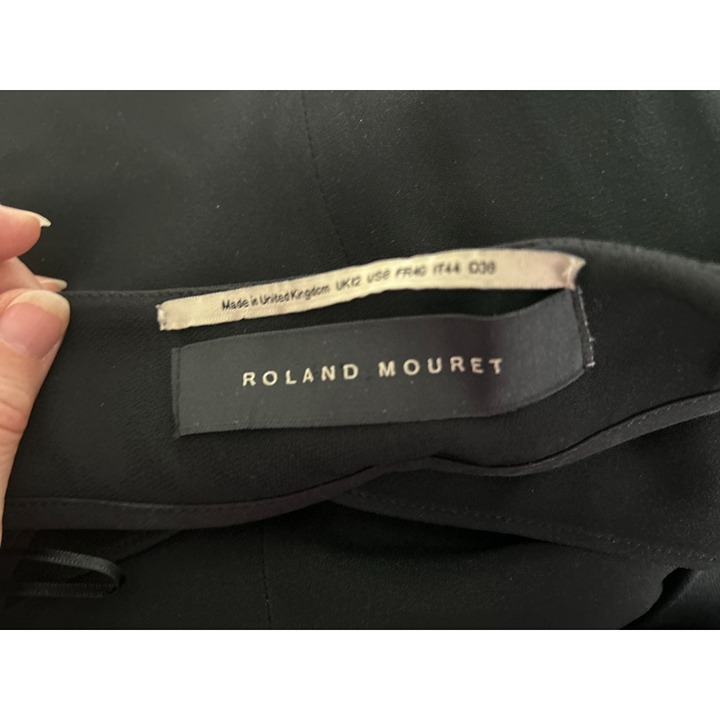 Made in United Kingdom UK12 US8 FR40 IT44 D38
ROLAND MOURET